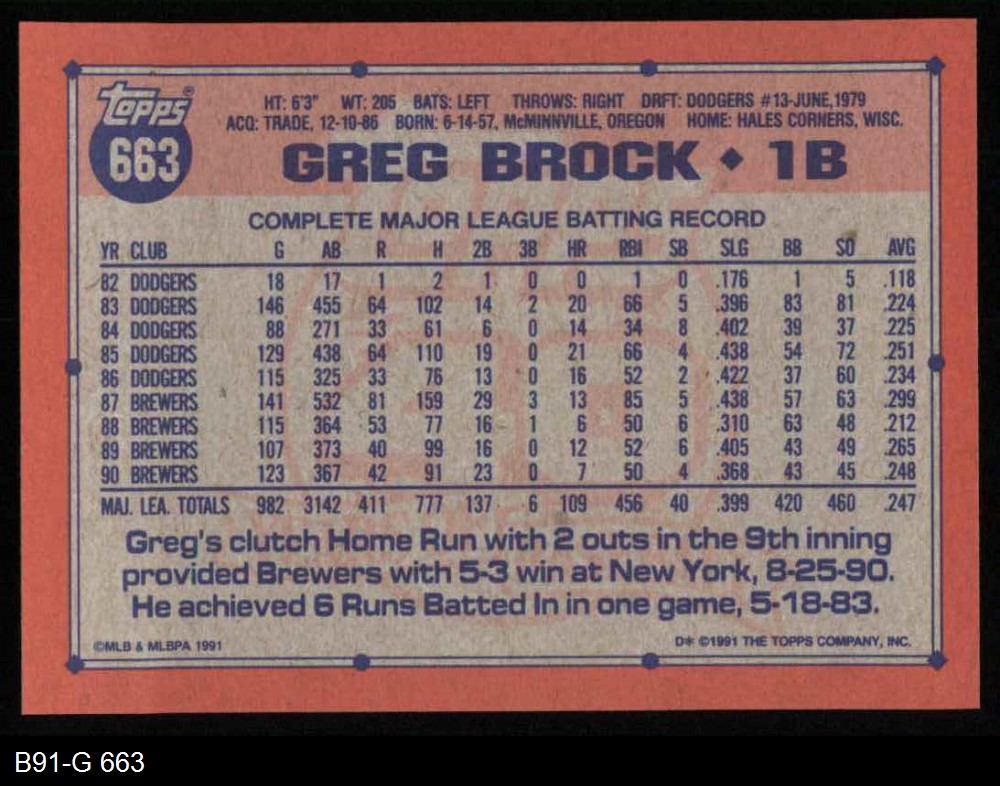 Topps®
663
HT: 6'3" WT: 205 BATS: LEFT THROWS: RIGHT DRFT: DODGERS #13-JUNE, 1979
ACQ: TRADE, 12-10-86 BORN: 6-14-57, McMINNVILLE, OREGON HOME: HALES CORNERS, WISC.
GREG BROCK ◆ 1B
COMPLETE MAJOR LEAGUE BATTING RECORD
YR CLUB G AB R H 2B 3B HR RBI SB SLG BB SO AVG
82 DODGERS 18 17 1 2 1 0 0 1 0 .176 1 5 .118
83 DODGERS 146 455 64 102 14 2 20 66 5 .396 83 81 .224
84 DODGERS 88 271 33 61 6 0 14 34 8 .402 39 37 .225
85 DODGERS 129 438 64 110 19 0 21 66 4 .438 54 72 .251
86 DODGERS 115 325 33 76 13 0 16 52 2 .422 37 60 .234
87 BREWERS 141 532 81 159 29 3 13 85 5 .438 57 63 .299
88 BREWERS 115 364 53 77 16 1 6 50 6 .310 63 48 .212
89 BREWERS 107 373 40 99 16 0 12 52 6 .405 43 49 .265
90 BREWERS 123 367 42 91 23 0 7 50 4 .368 43 45 .248
MAJ. LEA. TOTALS 982 3142 411 777 137 6 109 456 40 .399 420 460 .247
Greg's clutch Home Run with 2 outs in the 9th inning
provided Brewers with 5-3 win at New York, 8-25-90.
He achieved 6 Runs Batted In in one game, 5-18-83.
©MLB & MLBPA 1991 D* ©1991 THE TOPPS COMPANY, INC.
B91-G 663